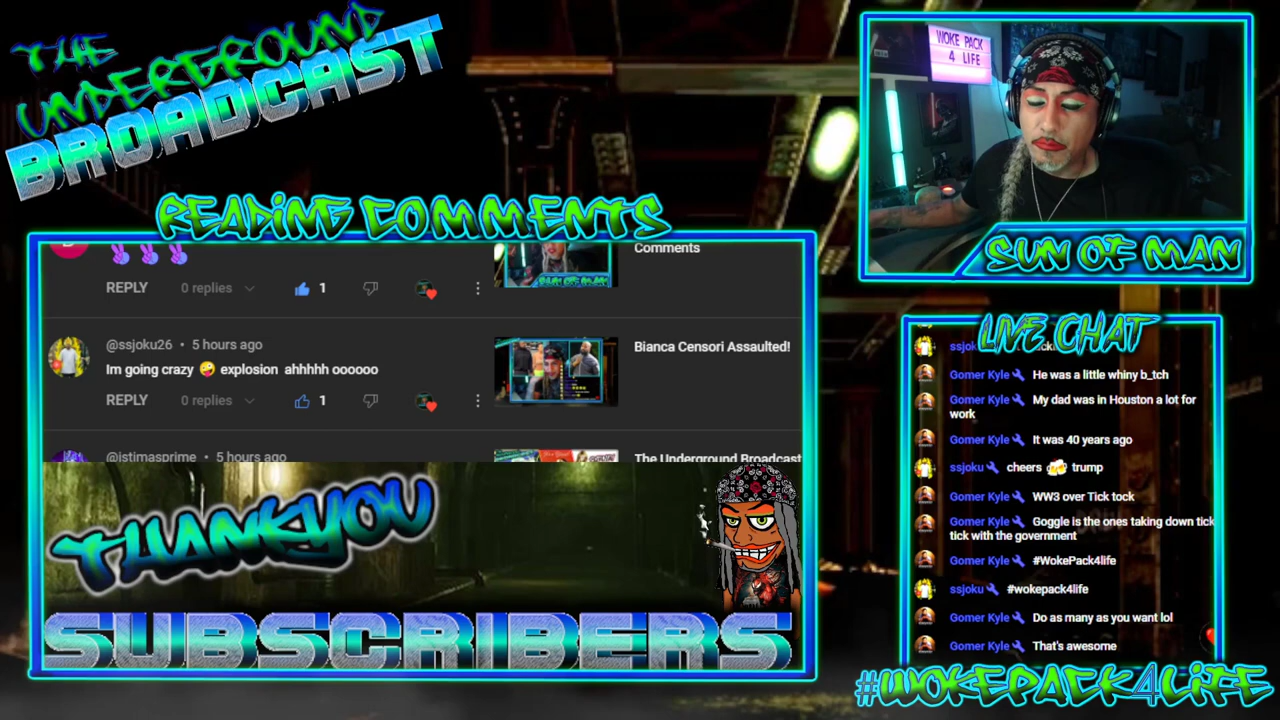 THE
UNDERGROUND
BROADCAST
READING COMMENTS
Comments
REPLY 0 replies 1
@ssjoku26 • 5 hours ago
Im going crazy 🤪 explosion ahhhhh oooooo
REPLY 0 replies 1
Bianca Censori Assaulted!
@istimasprime • 5 hours ago
The Underground Broadcast
THANKYOU
SUBSCRIBERS
WOKE PACK
4 LIFE
SUN OF MAN
LIVE CHAT
Gomer Kyle He was a little whiny b_tch
Gomer Kyle My dad was in Houston a lot for
work
Gomer Kyle It was 40 years ago
ssjoku cheers 🍻 trump
Gomer Kyle WW3 over Tick tock
Gomer Kyle Goggle is the ones taking down tick
tick with the government
Gomer Kyle #WokePack4life
ssjoku #wokepack4life
Gomer Kyle Do as many as you want lol
Gomer Kyle That's awesome
#WOKEPACK4LIFE